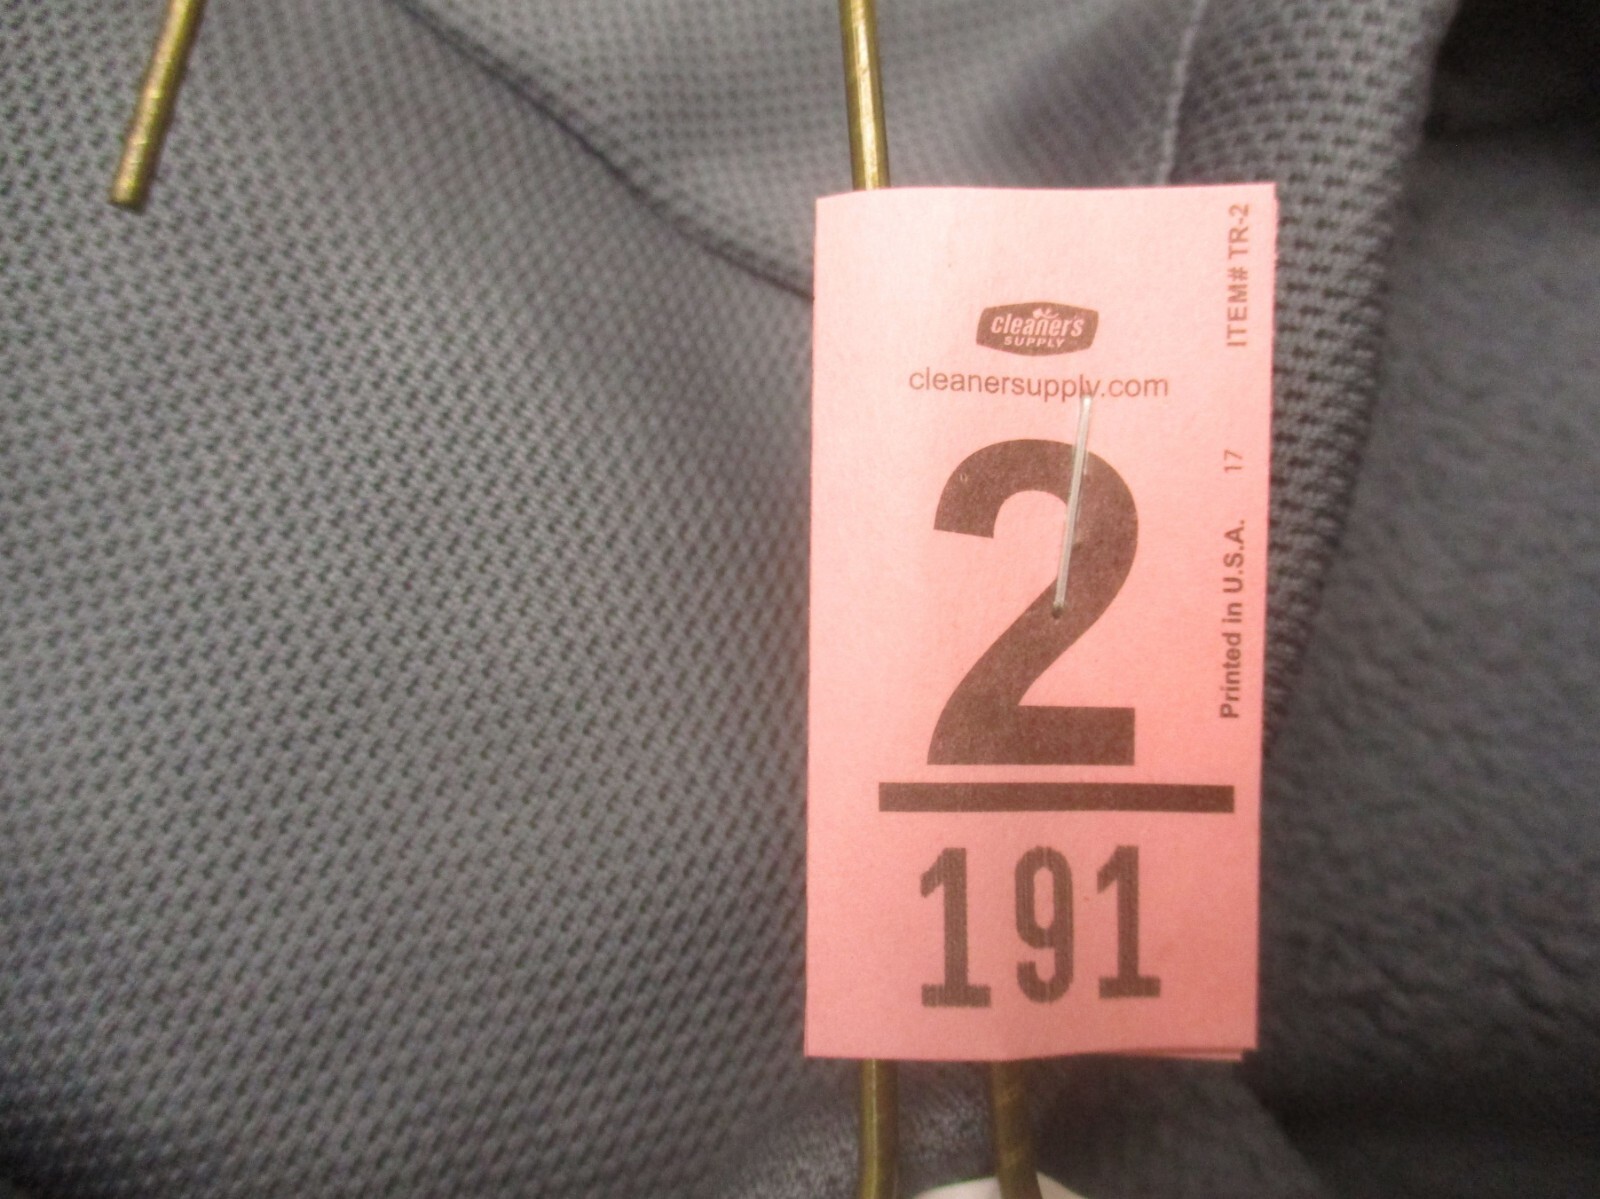 cleaner's
SUPPLY
cleanersupply.com
2
191
ITEM# TR-2
17
Printed in U.S.A.